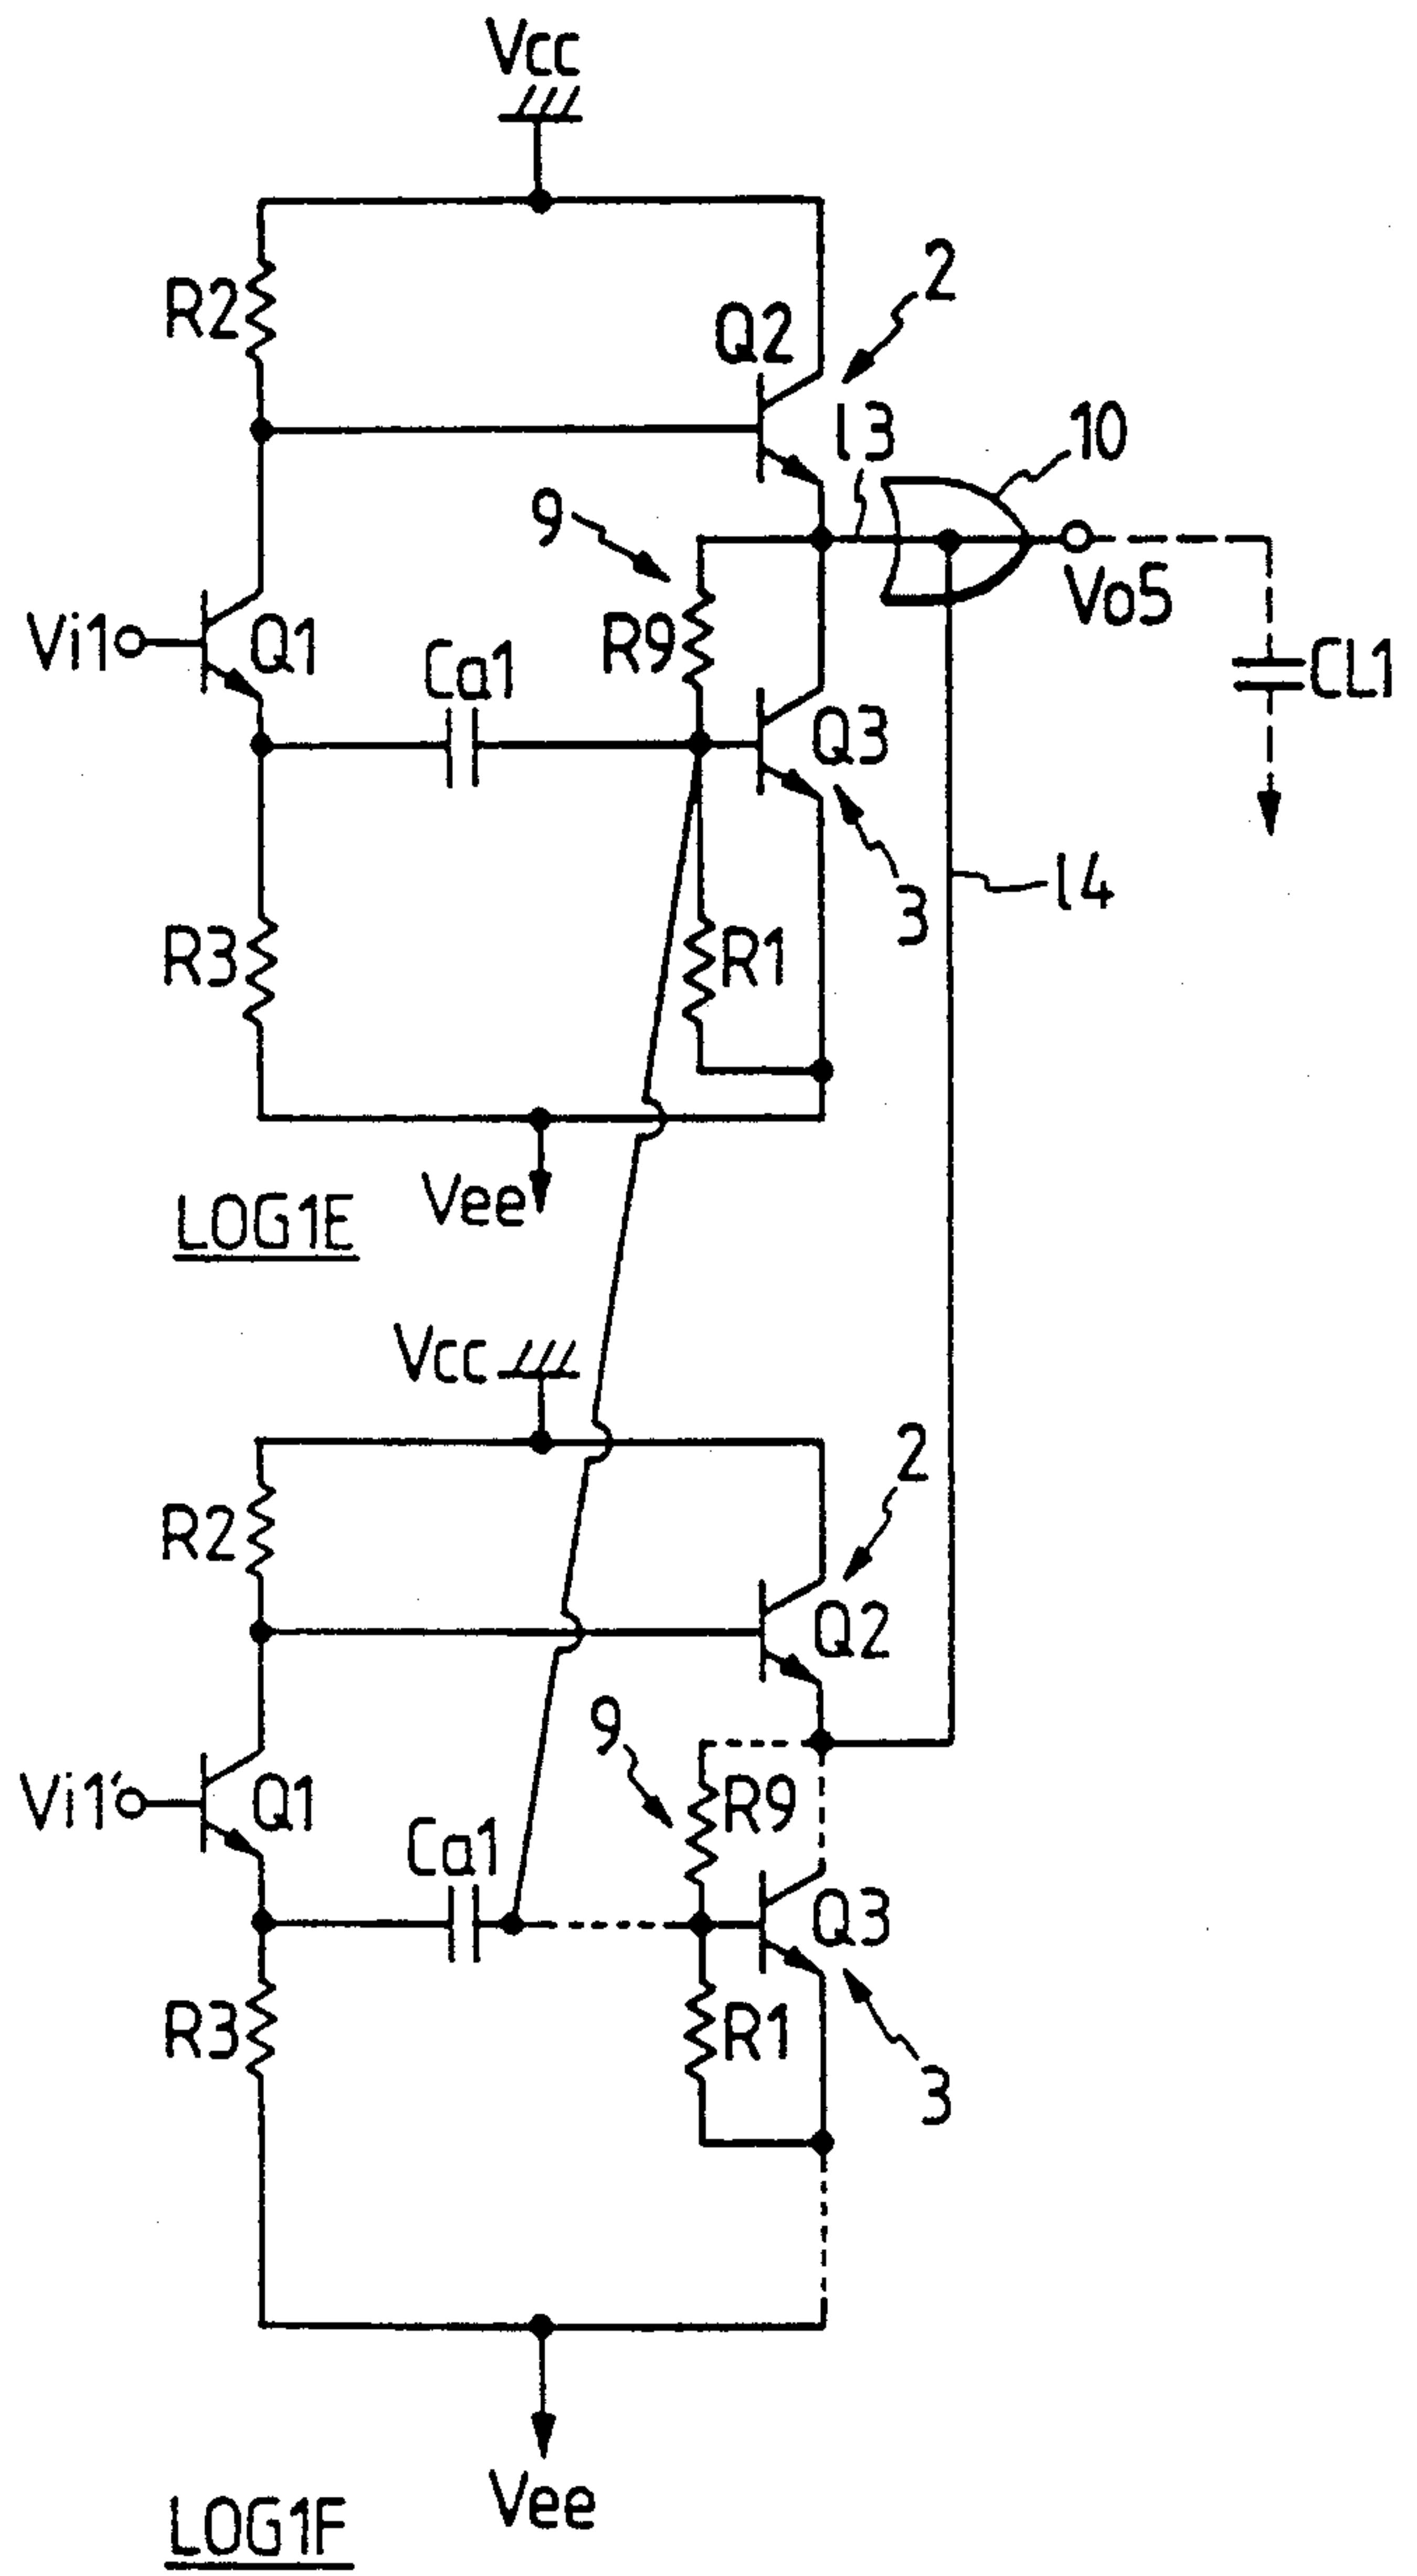 Vcc
R2
Q2
2
l3
10
9
Vi1
Q1
Ca1
R9
Q3
Vo5
CL1
R3
R1
3
l4
Vee
LOG1E
Vcc
R2
2
Q2
9
R9
Vi1'
Q1
Ca1
Q3
R3
R1
3
Vee
LOG1F